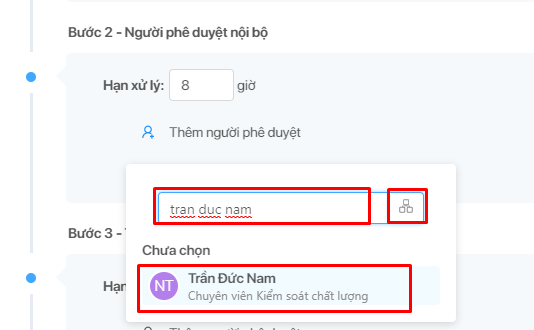 Bước 2 - Người phê duyệt nội bộ
Hạn xử lý: 8 giờ
Thêm người phê duyệt
tran duc nam
Bước 3 -
Chưa chọn
NT Trần Đức Nam
Chuyên viên Kiểm soát chất lượng
Hạn